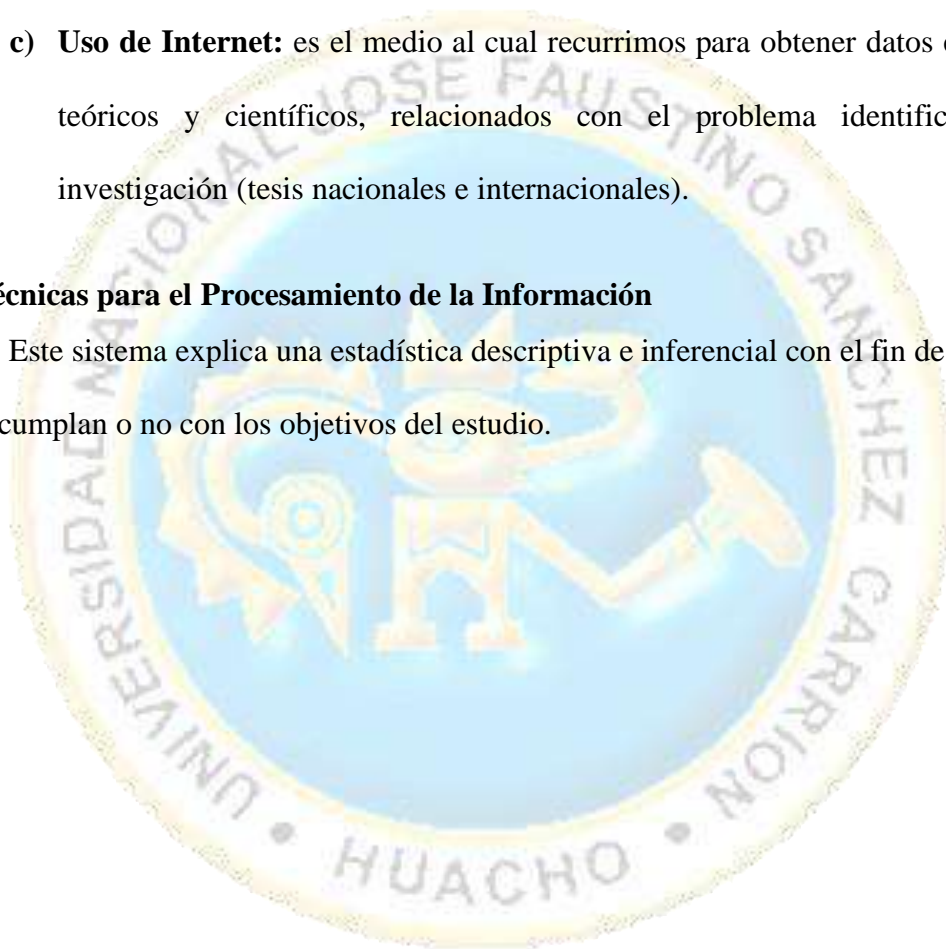 c) Uso de Internet: es el medio al cual recurrimos para obtener datos
teóricos y científicos, relacionados con el problema
investigación (tesis nacionales e internacionales).
para el Procesamiento de la Información
Este sistema explica una estadística descriptiva e inferencial con el fin de
cumplan o no con los objetivos del estudio.
UNIVERSIDAD NACIONAL JOSE FAUSTINO SANCHEZ CARRION
• HUACHO •